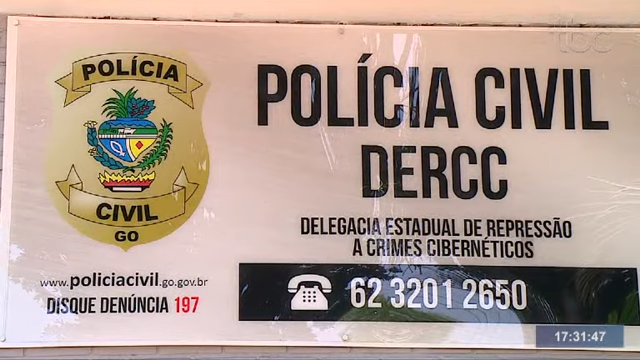 tbc
POLÍCIA
CIVIL
GO
POLÍCIA CIVIL
DERCC
DELEGACIA ESTADUAL DE REPRESSÃO
A CRIMES CIBERNÉTICOS
www.policiacivil.go.gov.br
DISQUE DENÚNCIA 197
62 3201 2650
17:31:47